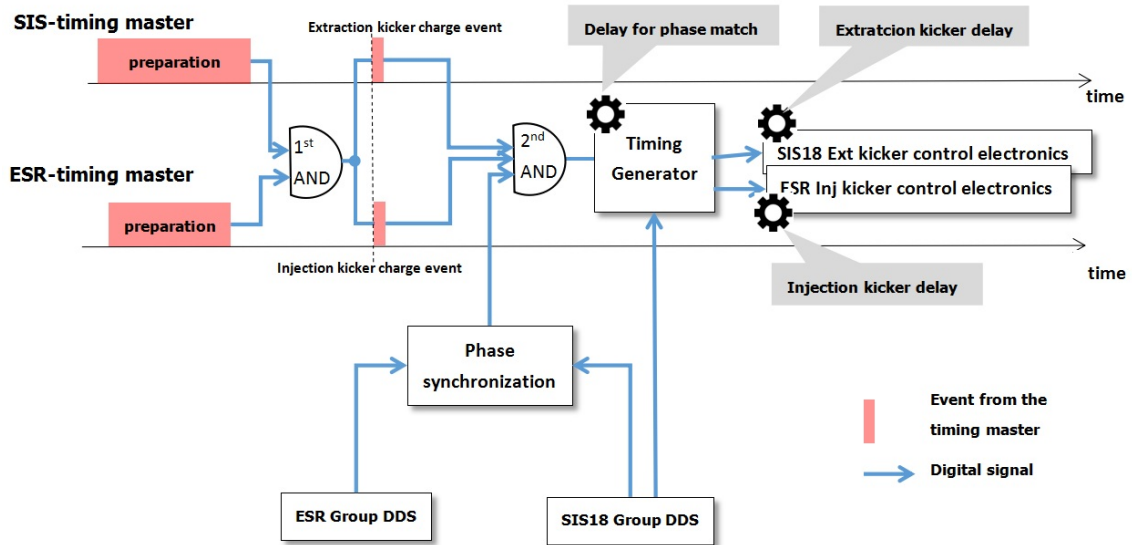 SIS-timing master
Extraction kicker charge event
Delay for phase match
Extratcion kicker delay
preparation
time
1st
AND
2nd
AND
Timing
Generator
SIS18 Ext kicker control electronics
ESR Inj kicker control electronics
ESR-timing master
preparation
Injection kicker charge event
time
Injection kicker delay
Phase
synchronization
Event from the
timing master
Digital signal
ESR Group DDS
SIS18 Group DDS